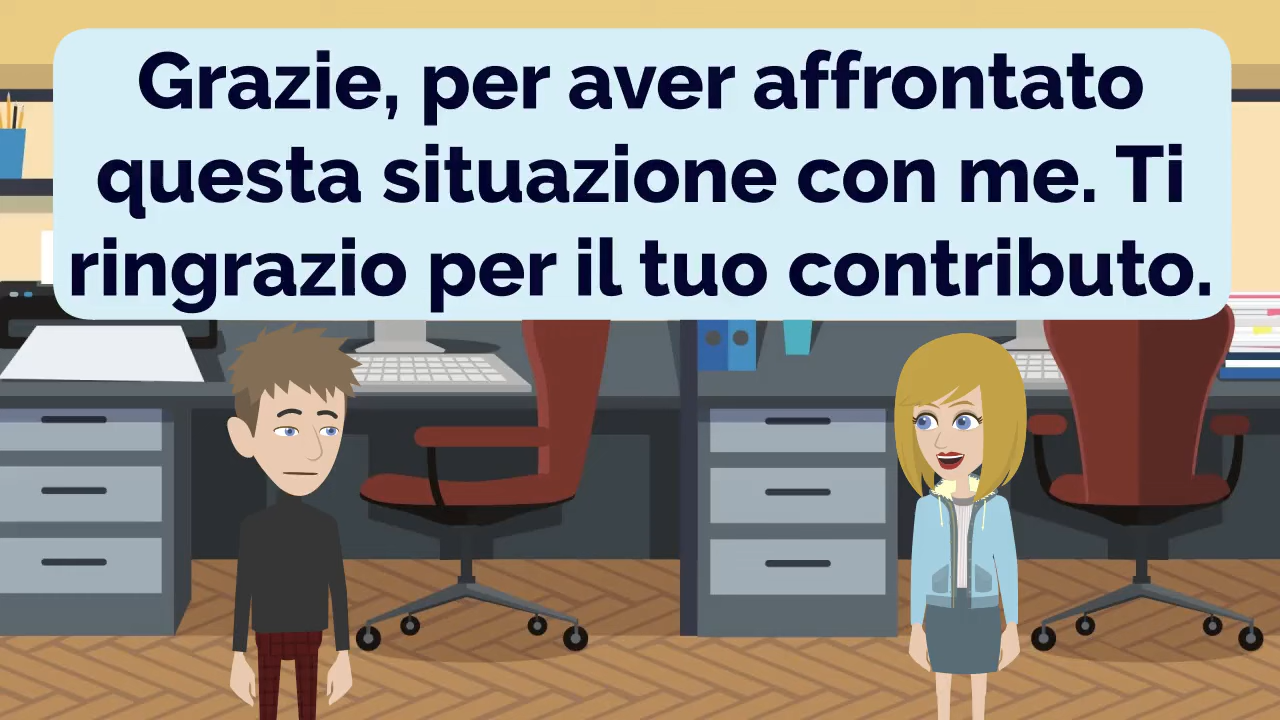 Grazie, per aver affrontato
questa situazione con me. Ti
ringrazio per il tuo contributo.